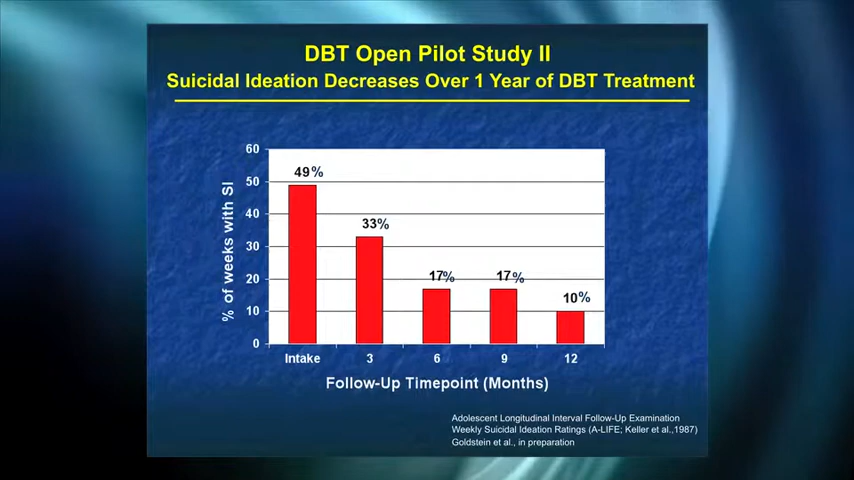 DBT Open Pilot Study II
Suicidal Ideation Decreases Over 1 Year of DBT Treatment
% of weeks with SI
60
50
40
30
20
10
0
49%
33%
17%
17%
10%
Intake 3 6 9 12
Follow-Up Timepoint (Months)
Adolescent Longitudinal Interval Follow-Up Examination
Weekly Suicidal Ideation Ratings (A-LIFE; Keller et al.,1987)
Goldstein et al., in preparation